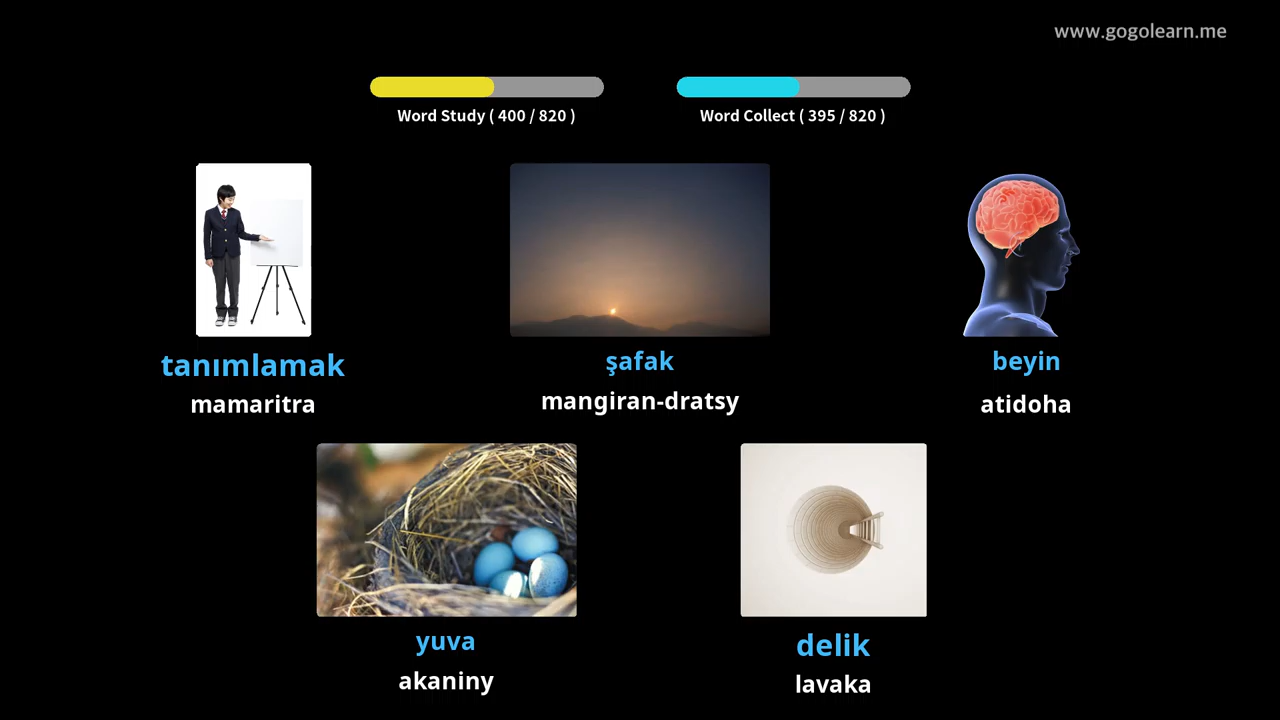 www.gogolearn.me
Word Study ( 400 / 820 )
Word Collect ( 395 / 820 )
tanımlamak
mamaritra
şafak
mangiran-dratsy
beyin
atidoha
yuva
akaniny
delik
lavaka